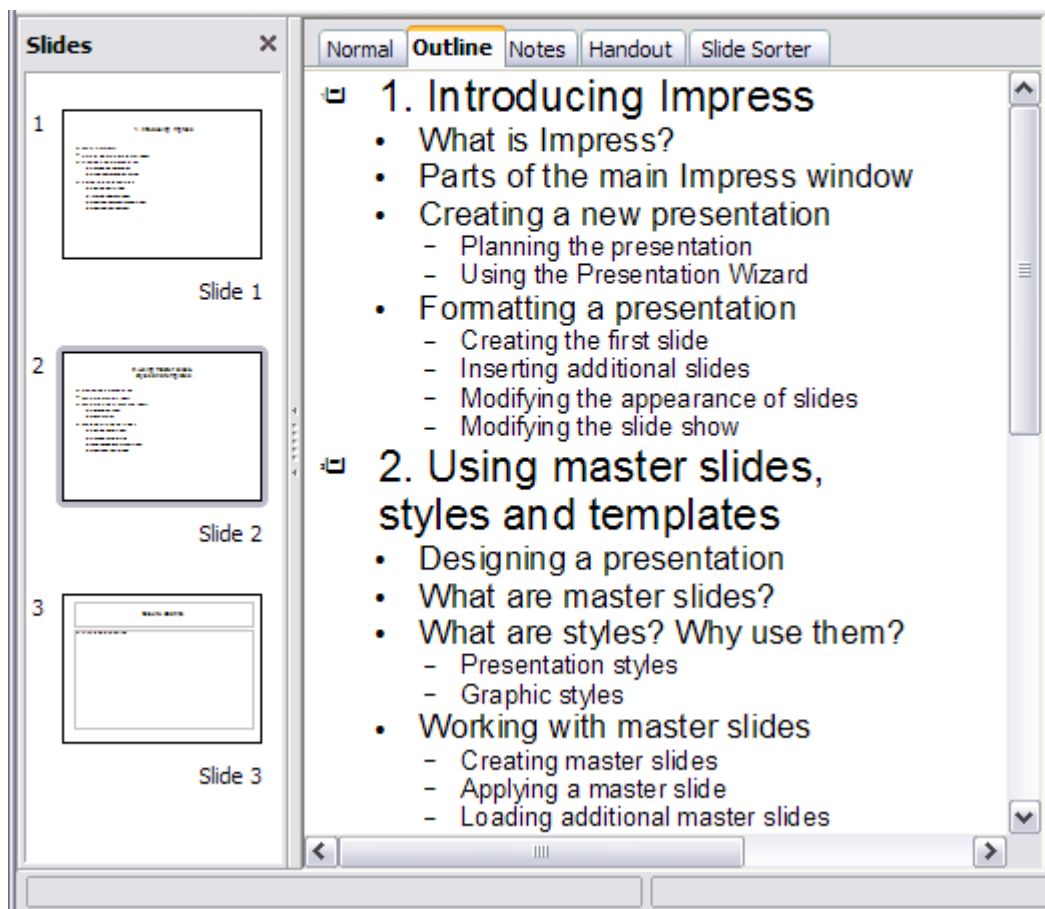 Slides
1
Slide 1
2
Slide 2
3
Slide 3
Normal Outline Notes Handout Slide Sorter
1. Introducing Impress
• What is Impress?
• Parts of the main Impress window
• Creating a new presentation
– Planning the presentation
– Using the Presentation Wizard
• Formatting a presentation
– Creating the first slide
– Inserting additional slides
– Modifying the appearance of slides
– Modifying the slide show
2. Using master slides,
styles and templates
• Designing a presentation
• What are master slides?
• What are styles? Why use them?
– Presentation styles
– Graphic styles
• Working with master slides
– Creating master slides
– Applying a master slide
– Loading additional master slides